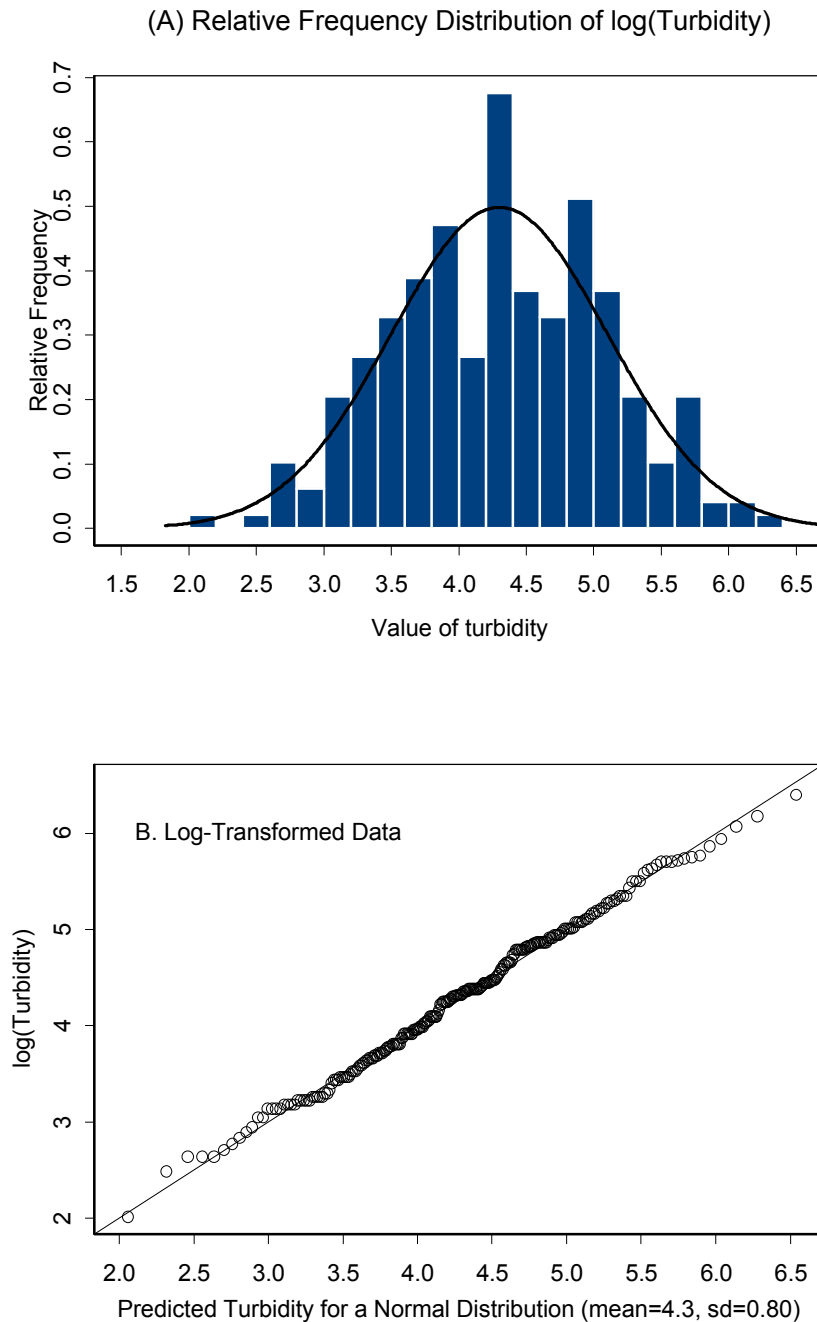 (A) Relative Frequency Distribution of log(Turbidity)
Relative Frequency
0.7
0.6
0.5
0.4
0.3
0.2
0.1
0.0
1.5 2.0 2.5 3.0 3.5 4.0 4.5 5.0 5.5 6.0 6.5
Value of turbidity
B. Log-Transformed Data
log(Turbidity)
6
5
4
3
2
2.0 2.5 3.0 3.5 4.0 4.5 5.0 5.5 6.0 6.5
Predicted Turbidity for a Normal Distribution (mean=4.3, sd=0.80)